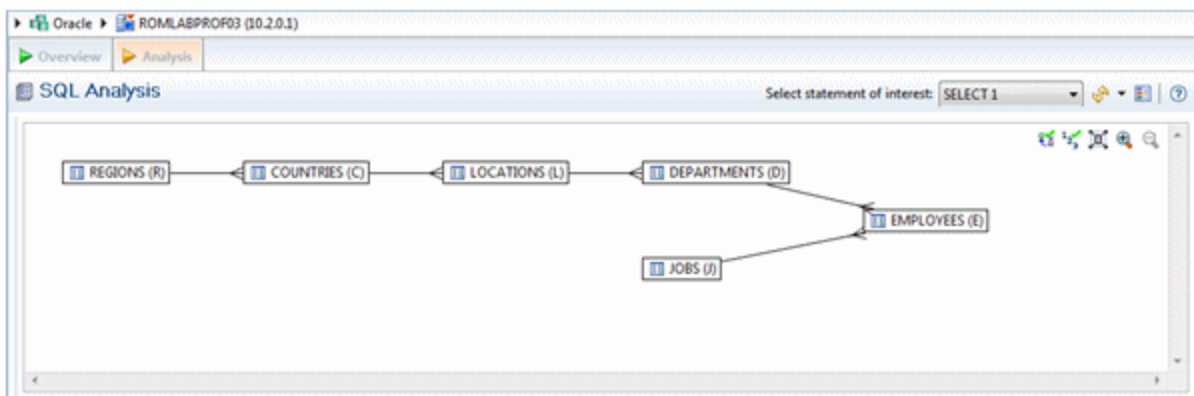 Oracle ROMLABPROF03 (10.2.0.1)
Overview Analysis
SQL Analysis Select statement of interest: SELECT 1
REGIONS (R) COUNTRIES (C) LOCATIONS (L) DEPARTMENTS (D)
EMPLOYEES (E)
JOBS (J)